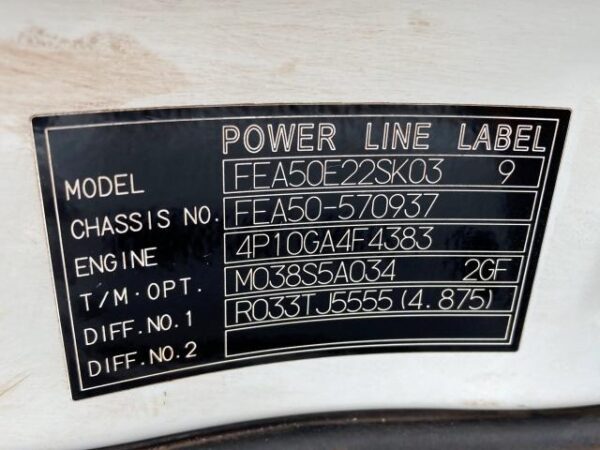 POWER LINE LABEL
MODEL FEA50E22SK03 9
CHASSIS NO. FEA50-570937
ENGINE 4P10GA4F4383
T/M·OPT. M038S5A034 2GF
DIFF.NO.1 R033TJ5555(4.875)
DIFF.NO.2